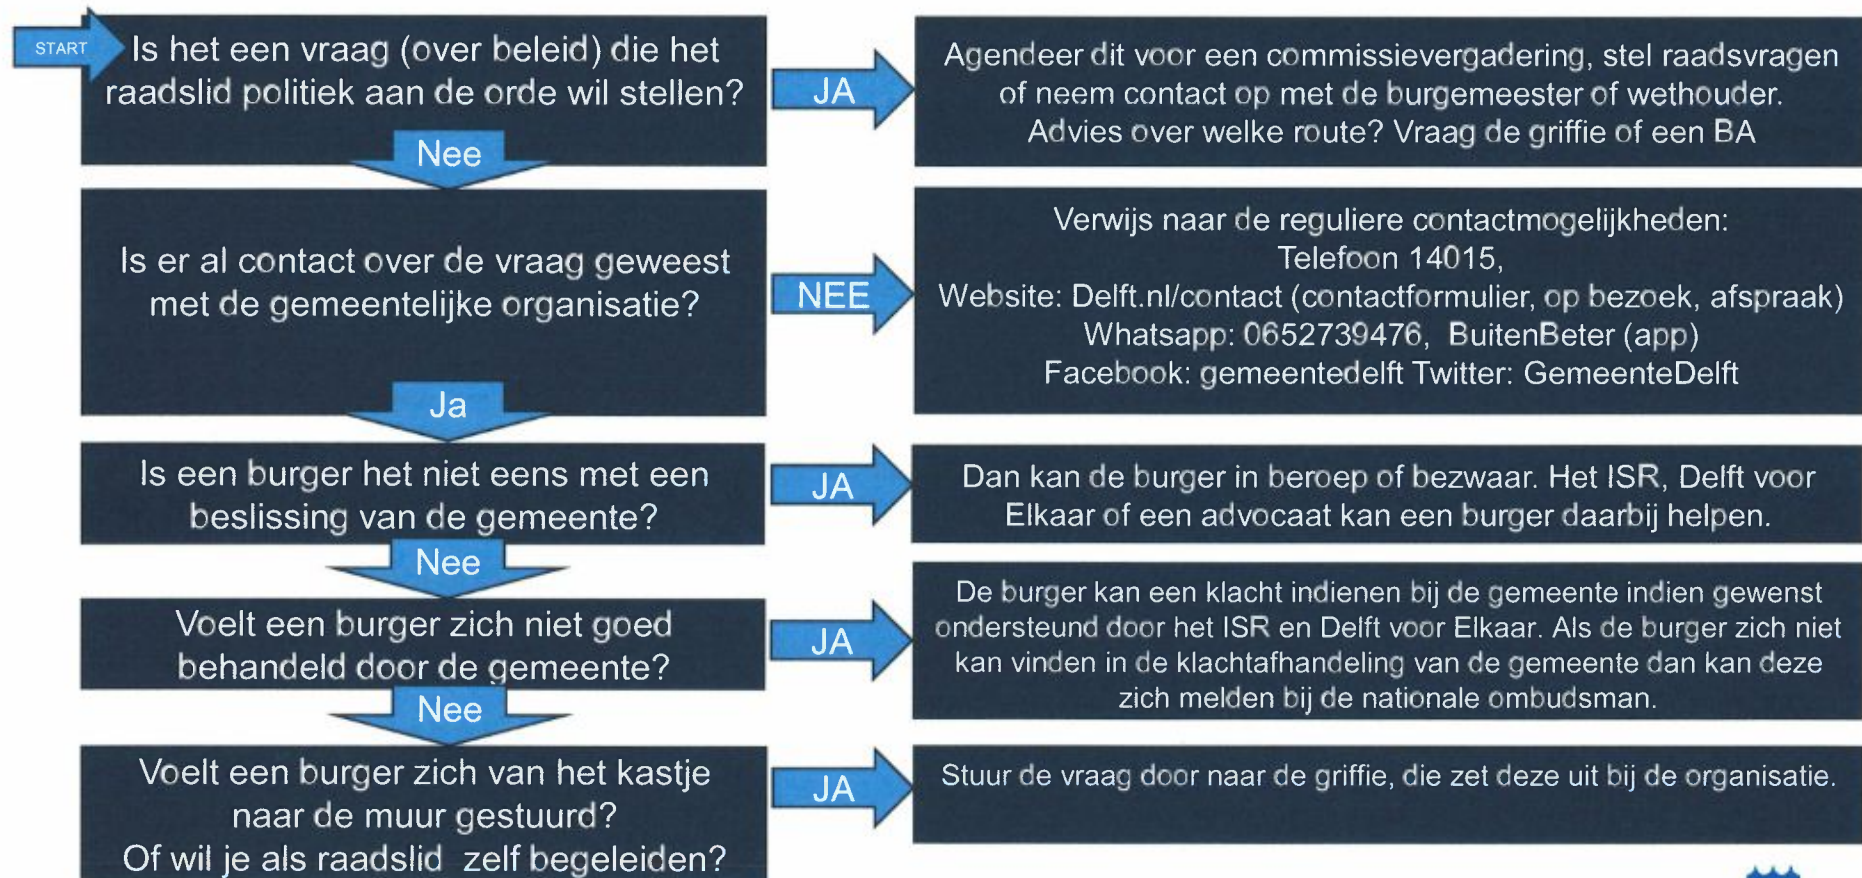 START
Is het een vraag (over beleid) die het
raadslid politiek aan de orde wil stellen?
JA
Agendeer dit voor een commissievergadering, stel raadsvragen
of neem contact op met de burgemeester of wethouder.
Advies over welke route? Vraag de griffie of een BA
Nee
Is er al contact over de vraag geweest
met de gemeentelijke organisatie?
NEE
Verwijs naar de reguliere contactmogelijkheden:
Telefoon 14015,
Website: Delft.nl/contact (contactformulier, op bezoek, afspraak)
Whatsapp: 0652739476, BuitenBeter (app)
Facebook: gemeentedelft Twitter: GemeenteDelft
Ja
Is een burger het niet eens met een
beslissing van de gemeente?
JA
Dan kan de burger in beroep of bezwaar. Het ISR, Delft voor
Elkaar of een advocaat kan een burger daarbij helpen.
Nee
Voelt een burger zich niet goed
behandeld door de gemeente?
JA
De burger kan een klacht indienen bij de gemeente indien gewenst
ondersteund door het ISR en Delft voor Elkaar. Als de burger zich niet
kan vinden in de klachtafhandeling van de gemeente dan kan deze
zich melden bij de nationale ombudsman.
Nee
Voelt een burger zich van het kastje
naar de muur gestuurd?
Of wil je als raadslid zelf begeleiden?
JA
Stuur de vraag door naar de griffie, die zet deze uit bij de organisatie.